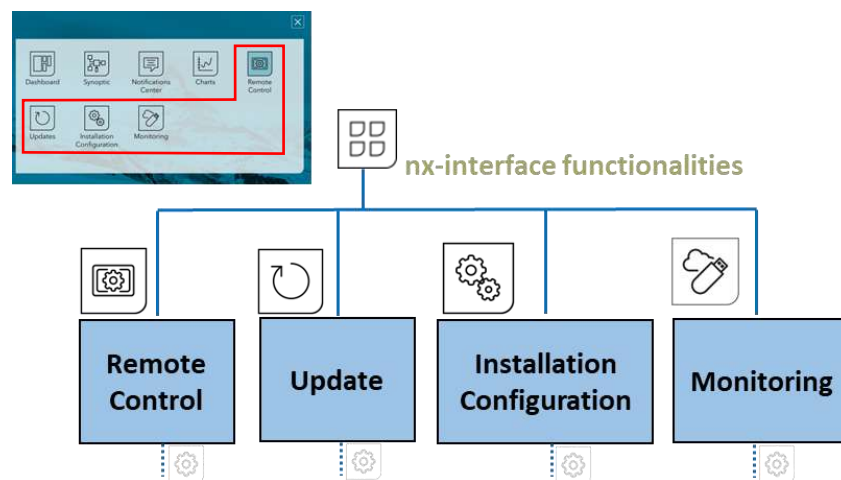 Dashboard
Synoptic
Notifications
Center
Charts
Remote
Control
Updates
Installation
Configuration
Monitoring
nx-interface functionalities
Remote
Control
Update
Installation
Configuration
Monitoring